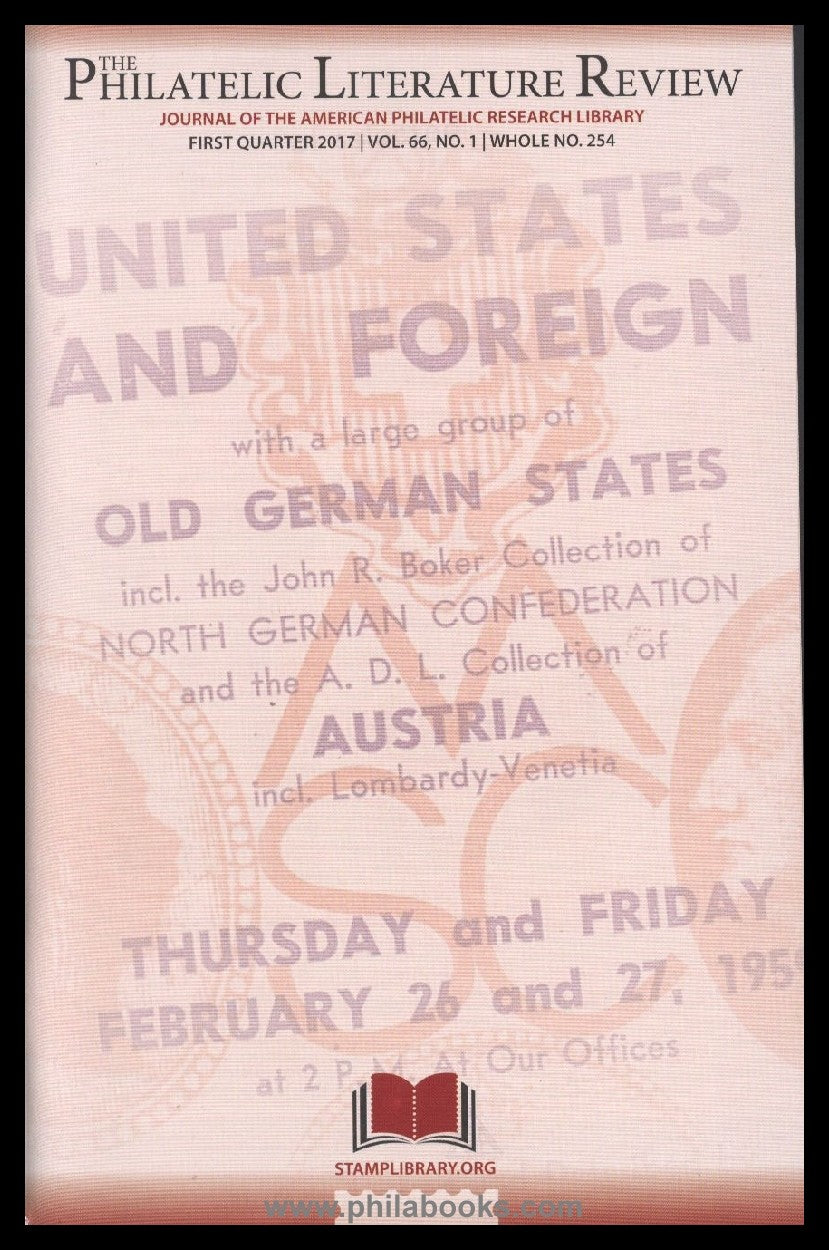 THE
PHILATELIC LITERATURE REVIEW
JOURNAL OF THE AMERICAN PHILATELIC RESEARCH LIBRARY
FIRST QUARTER 2017 | VOL. 66, NO. 1 | WHOLE NO. 254
UNITED STATES
AND FOREIGN
with a large group of
OLD GERMAN STATES
incl. the John R. Boker Collection of
NORTH GERMAN CONFEDERATION
and the A. D. L. Collection of
AUSTRIA
incl. Lombardy-Venetia
THURSDAY and FRIDAY
FEBRUARY 26 and 27, 1959
at 2 P. M. At Our Offices
STAMPLIBRARY.ORG
www.philabooks.com